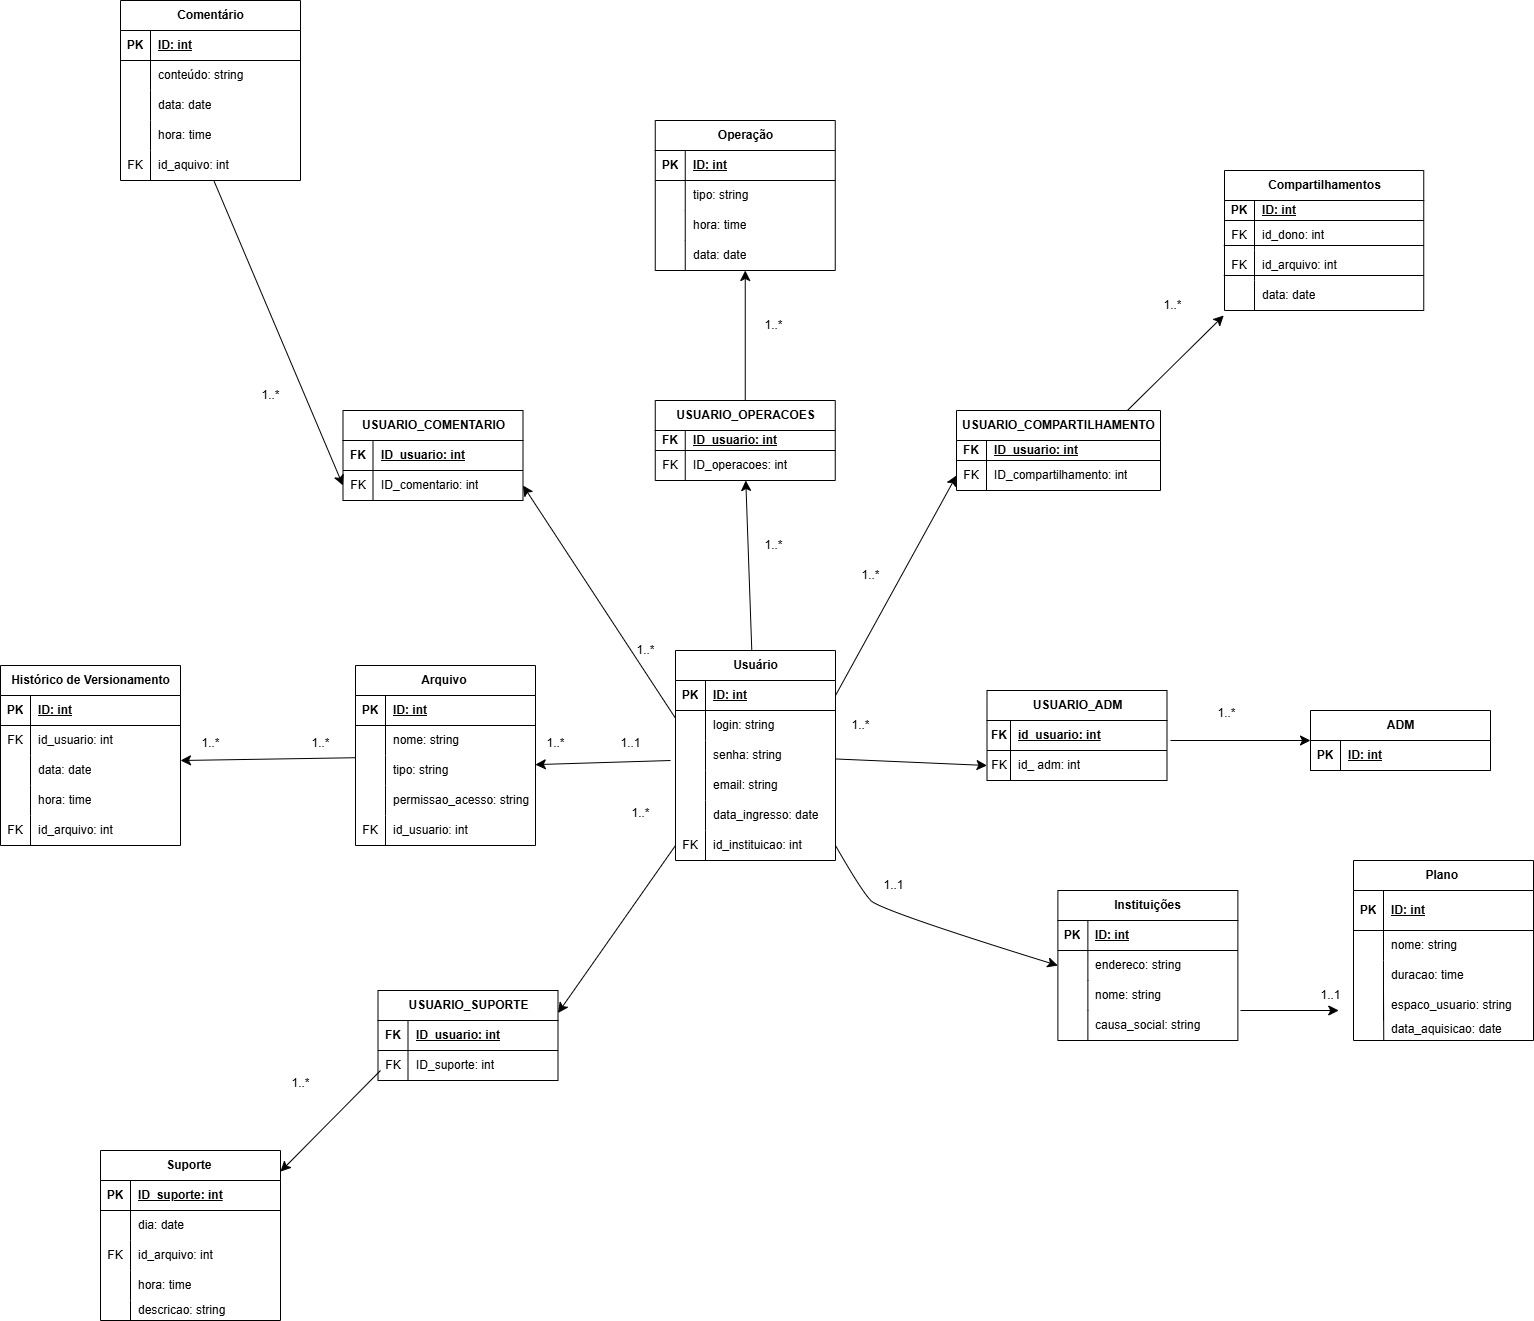 Comentário
PK ID: int
conteúdo: string
data: date
hora: time
FK id_aquivo: int
Operação
PK ID: int
tipo: string
hora: time
data: date
Compartilhamentos
PK ID: int
FK id_dono: int
FK id_arquivo: int
data: date
1..*
1..*
1..*
USUARIO_COMENTARIO
FK ID_usuario: int
FK ID_comentario: int
USUARIO_OPERACOES
FK ID_usuario: int
FK ID_operacoes: int
USUARIO_COMPARTILHAMENTO
FK ID_usuario: int
FK ID_compartilhamento: int
1..*
1..*
1..*
Histórico de Versionamento
PK ID: int
FK id_usuario: int
data: date
hora: time
FK id_arquivo: int
1..*
1..*
Arquivo
PK ID: int
nome: string
tipo: string
permissao_acesso: string
FK id_usuario: int
1..*
1..1
1..*
Usuário
PK ID: int
login: string
senha: string
email: string
data_ingresso: date
FK id_instituicao: int
1..*
USUARIO_ADM
FK id_usuario: int
FK id_ adm: int
1..*
ADM
PK ID: int
1..1
Instituições
PK ID: int
endereco: string
nome: string
causa_social: string
1..1
Plano
PK ID: int
nome: string
duracao: time
espaco_usuario: string
data_aquisicao: date
USUARIO_SUPORTE
FK ID_usuario: int
FK ID_suporte: int
1..*
Suporte
PK ID_suporte: int
dia: date
FK id_arquivo: int
hora: time
descricao: string